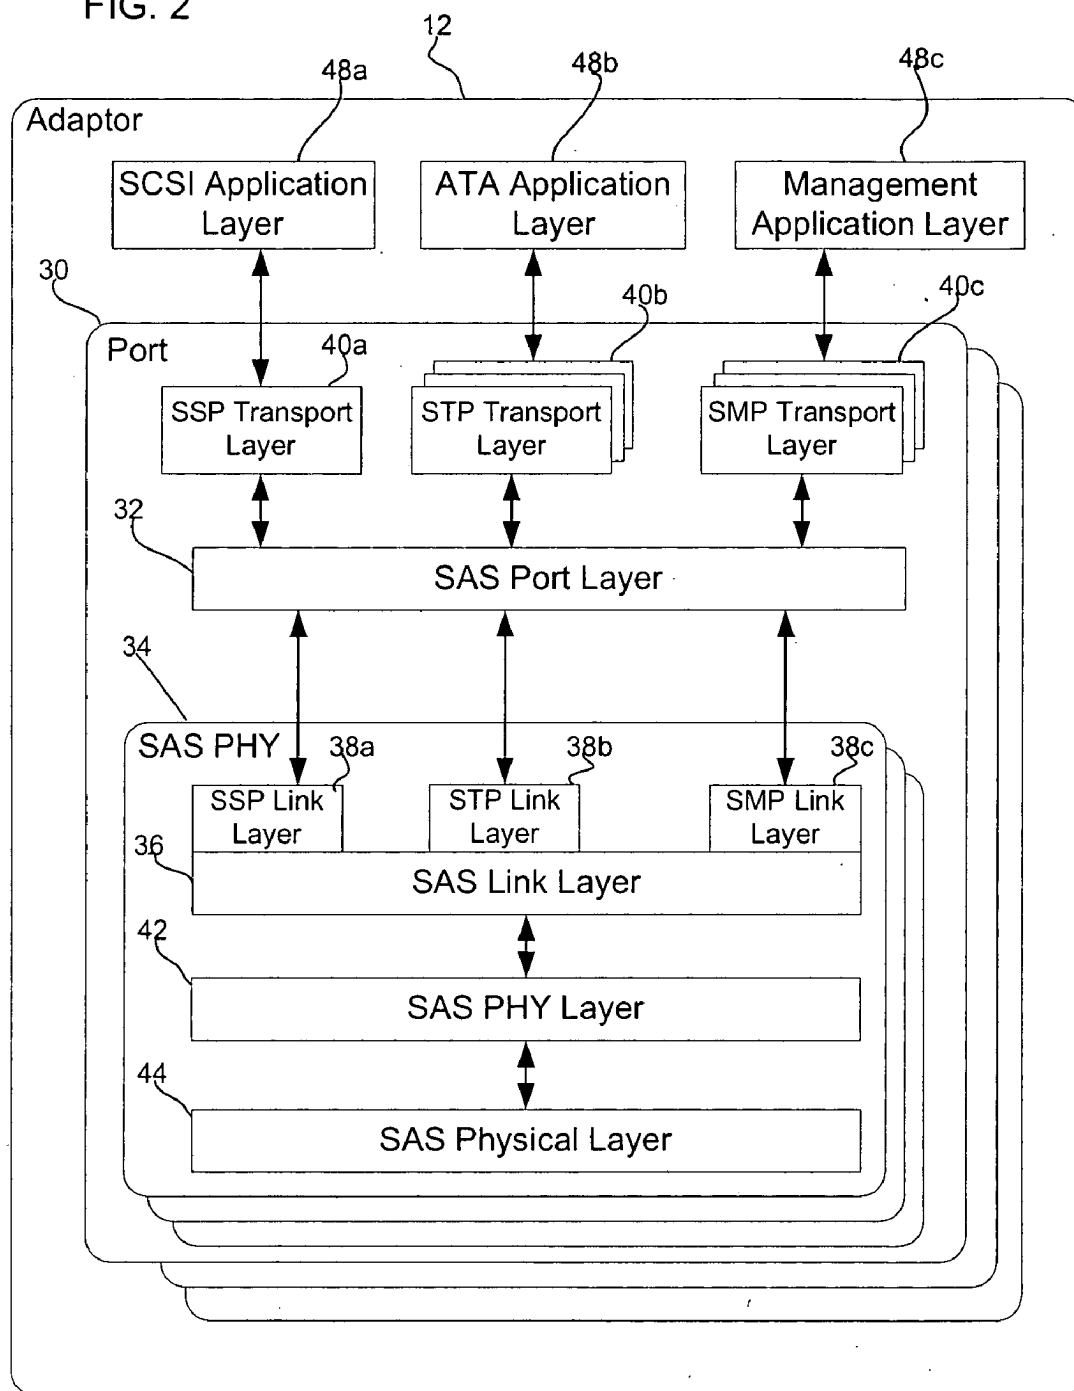 FIG. 2
12
48a
48b
48c
Adaptor
SCSI Application
Layer
ATA Application
Layer
Management
Application Layer
30
40b
40c
Port
40a
SSP Transport
Layer
STP Transport
Layer
SMP Transport
Layer
32
SAS Port Layer
34
SAS PHY
38a
38b
38c
SSP Link
Layer
STP Link
Layer
SMP Link
Layer
36
SAS Link Layer
42
SAS PHY Layer
44
SAS Physical Layer